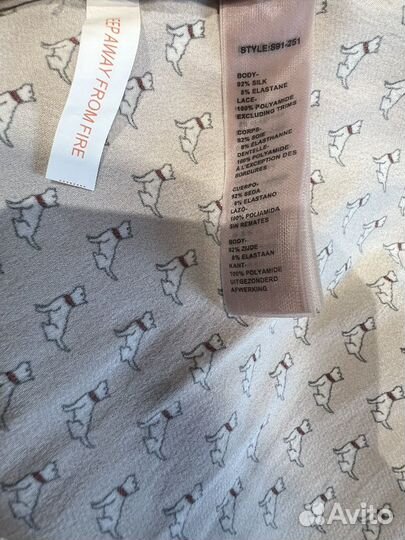 KEEP AWAY FROM FIRE
STYLE:S91-251
BODY-
92% SILK
8% ELASTANE
LACE-
100% POLYAMIDE
EXCLUDING TRIMS
CORPS-
92% SOIE
8% ÉLASTHANNE
DENTELLE-
100% POLYAMIDE
À L'EXCEPTION DES
BORDURES
CUERPO-
92% SEDA
8% ELASTANO
LAZO-
100% POLIAMIDA
SIN REMATES
BODY-
92% ZIJDE
8% ELASTAAN
KANT-
100% POLYAMIDE
UITGEZONDERD
AFWERKING
Avito